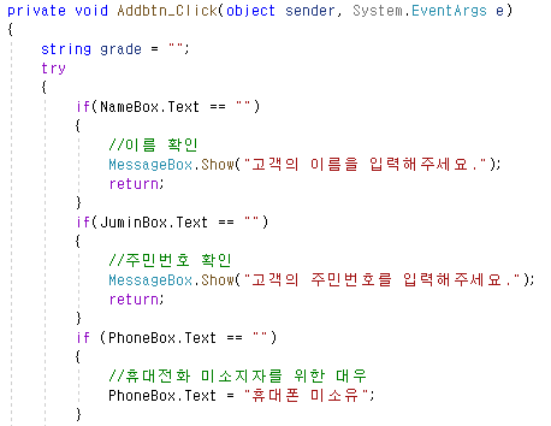 private void Addbtn_Click(object sender, System.EventArgs e)
{
string grade = "";
try
{
if(NameBox.Text == "")
{
//이름 확인
MessageBox.Show("고객의 이름을 입력해주세요.");
return;
}
if(JuminBox.Text == "")
{
//주민번호 확인
MessageBox.Show("고객의 주민번호를 입력해주세요.");
return;
}
if (PhoneBox.Text == "")
{
//휴대전화 미소지자를 위한 대우
PhoneBox.Text = "휴대폰 미소유";
}